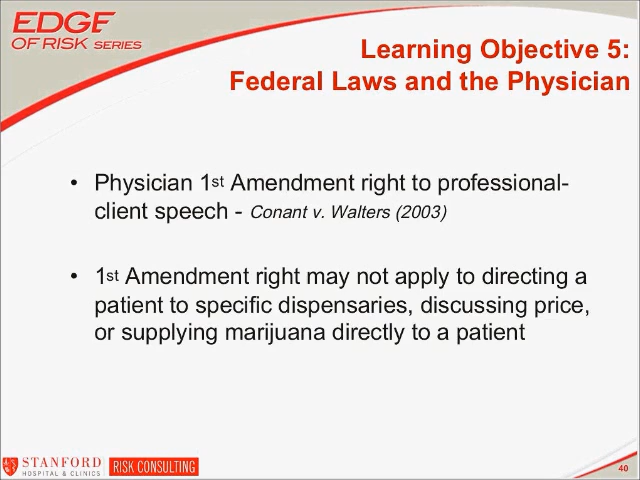 EDGE
OF RISK SERIES
Learning Objective 5:
Federal Laws and the Physician
• Physician 1st Amendment right to professional-
client speech - Conant v. Walters (2003)
• 1st Amendment right may not apply to directing a
patient to specific dispensaries, discussing price,
or supplying marijuana directly to a patient
STANFORD
HOSPITAL & CLINICS
RISK CONSULTING
40